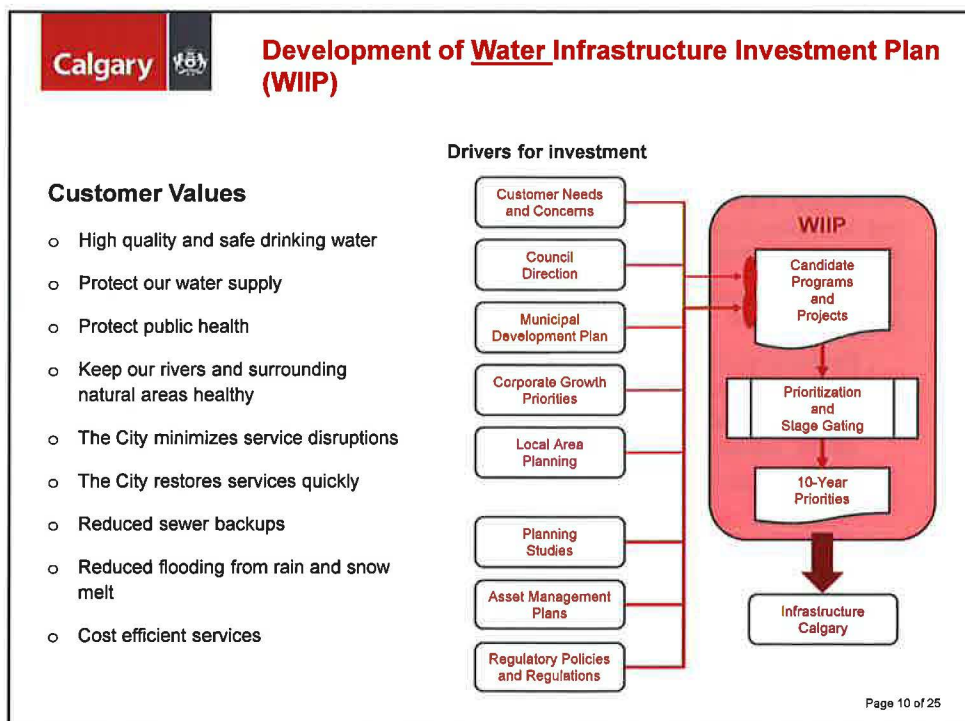 Calgary
Development of Water Infrastructure Investment Plan
(WIIP)
Customer Values
o High quality and safe drinking water
o Protect our water supply
o Protect public health
o Keep our rivers and surrounding
natural areas healthy
o The City minimizes service disruptions
o The City restores services quickly
o Reduced sewer backups
o Reduced flooding from rain and snow
melt
o Cost efficient services
Drivers for investment
Customer Needs
and Concerns
Council
Direction
Municipal
Development Plan
Corporate Growth
Priorities
Local Area
Planning
Planning
Studies
Asset Management
Plans
Regulatory Policies
and Regulations
WIIP
Candidate
Programs
and
Projects
Prioritization
and
Stage Gating
10-Year
Priorities
Infrastructure
Calgary
Page 10 of 25